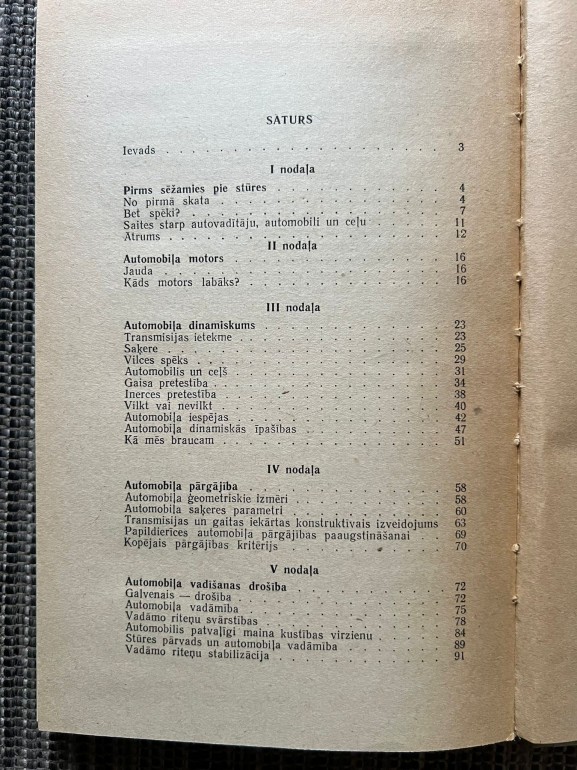 SATURS
Ievads . . . . . . . . . . . . . . . . 3
I nodaļa
Pirms sēžamies pie stūres . . . . . . . . . . 4
No pirmā skata . . . . . . . . . . . . . 4
Bet spēki? . . . . . . . . . . . . . . 7
Saites starp autovadītāju, automobili un ceļu . . . . 11
Ātrums . . . . . . . . . . . . . . . 12
II nodaļa
Automobiļa motors . . . . . . . . . . . . 16
Jauda . . . . . . . . . . . . . . . 16
Kāds motors labāks? . . . . . . . . . . . 16
III nodaļa
Automobiļa dinamiskums . . . . . . . . . . 23
Transmisijas ietekme . . . . . . . . . . . 23
Saķere . . . . . . . . . . . . . . . 25
Vilces spēks . . . . . . . . . . . . . . 29
Automobilis un ceļš . . . . . . . . . . . 31
Gaisa pretestība . . . . . . . . . . . . . 34
Inerces pretestība . . . . . . . . . . . . 38
Vilkt vai nevilkt . . . . . . . . . . . . 40
Automobiļa iespējas . . . . . . . . . . . 42
Automobiļa dinamiskās īpašības . . . . . . . . 47
Kā mēs braucam . . . . . . . . . . . . 51
IV nodaļa
Automobiļa pārgājība . . . . . . . . . . . 58
Automobiļa ģeometriskie izmēri . . . . . . . . 58
Automobiļa saķeres parametri . . . . . . . . 60
Transmisijas un gaitas iekārtas konstruktīvais izveidojums 63
Papildierīces automobiļa pārgājības paaugstināšanai . . 69
Kopējais pārgājības kritērijs . . . . . . . . . 70
V nodaļa
Automobiļa vadīšanas drošība . . . . . . . . . 72
Galvenais — drošība . . . . . . . . . . . 72
Automobiļa vadāmība . . . . . . . . . . . 75
Vadāmo riteņu svārstības . . . . . . . . . . 78
Automobilis patvaļīgi maina kustības virzienu . . . . 84
Stūres pārvads un automobiļa vadāmība . . . . . . 89
Vadāmo riteņu stabilizācija . . . . . . . . . 91